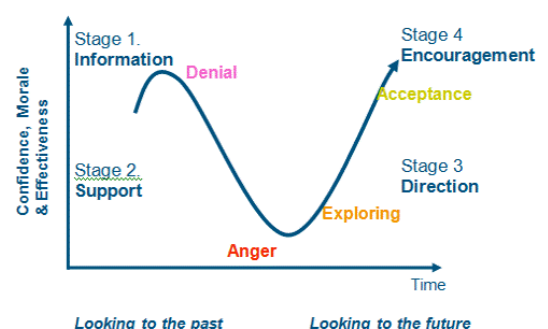 Stage 1.
Information
Denial
Stage 4
Encouragement
Acceptance
Confidence, Morale
& Effectiveness
Stage 2.
Support
Stage 3
Direction
Exploring
Anger
Time
Looking to the past
Looking to the future